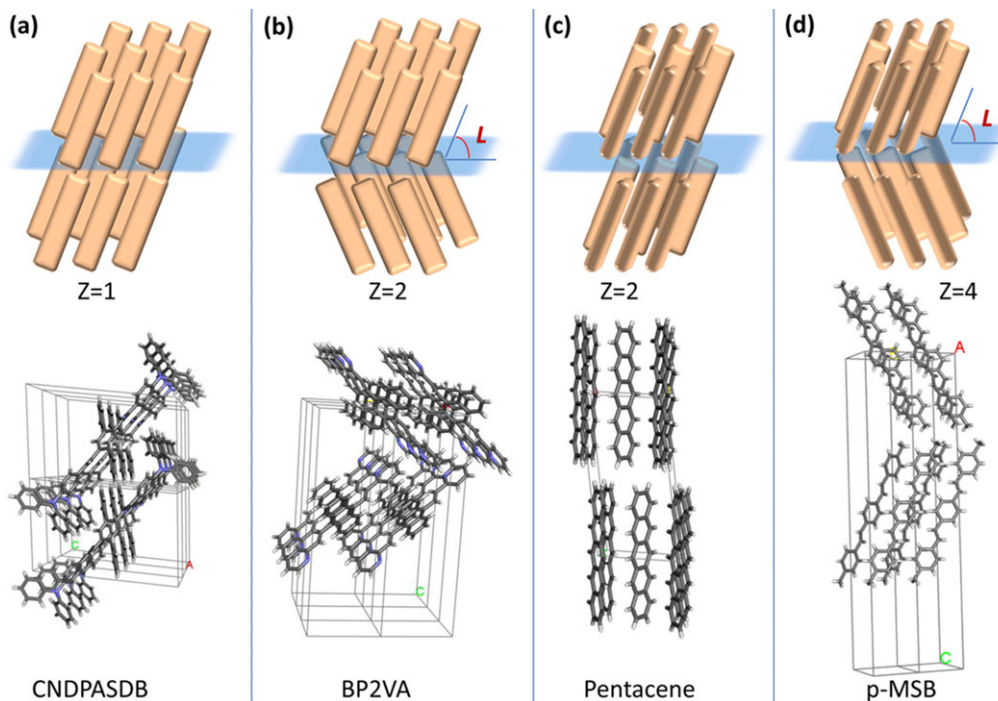 (a)
(b)
(c)
(d)
L
L
Z=1
Z=2
Z=2
Z=4
A
C
A
C
C
CNDPASDB
BP2VA
Pentacene
p-MSB